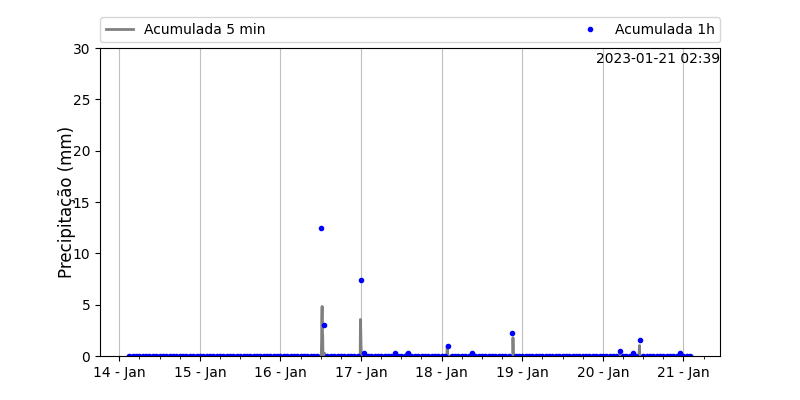 Acumulada 5 min
Acumulada 1h
2023-01-21 02:39
Precipitação (mm)
30
25
20
15
10
5
0
14 - Jan
15 - Jan
16 - Jan
17 - Jan
18 - Jan
19 - Jan
20 - Jan
21 - Jan